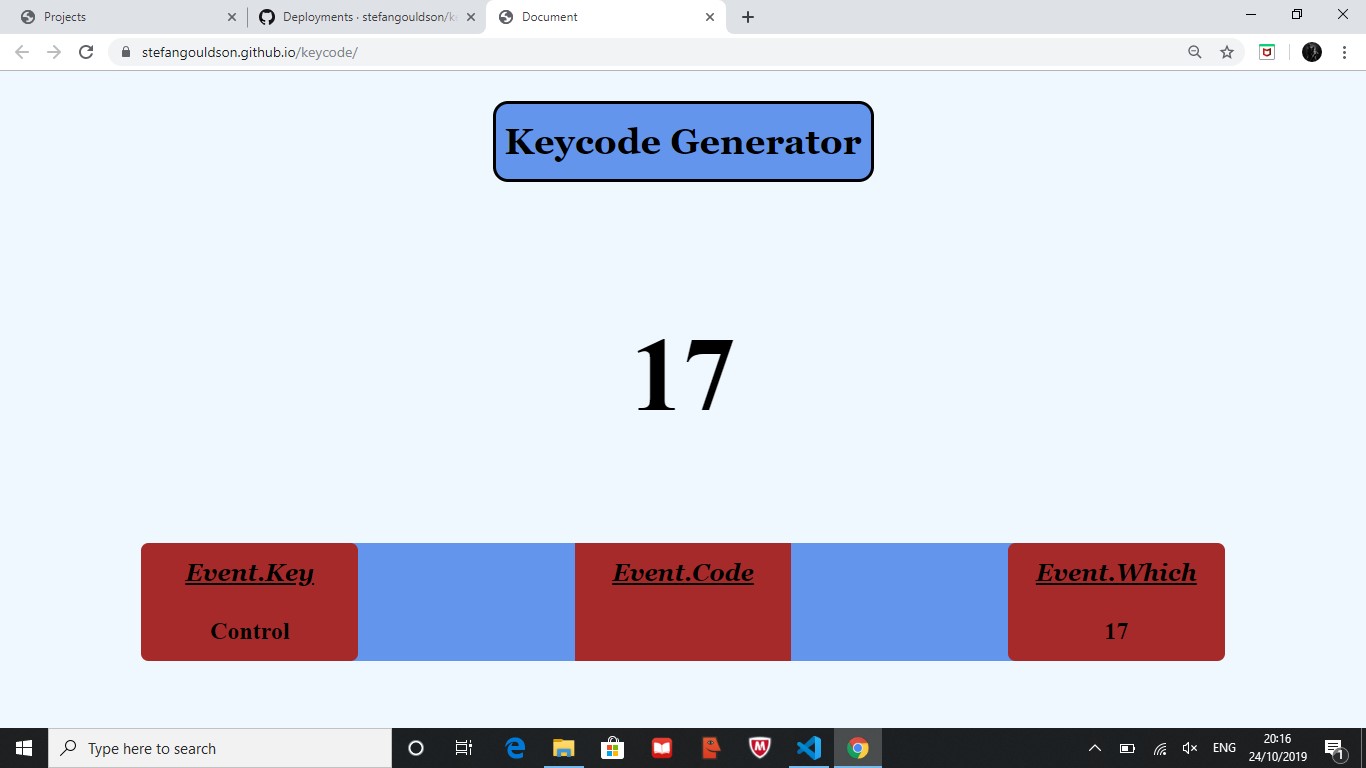 Projects
Deployments · stefangouldson/k
Document
stefangouldson.github.io/keycode/
Keycode Generator
17
Event.Key
Event.Code
Event.Which
Control
17
Type here to search
ENG
20:16
24/10/2019
1